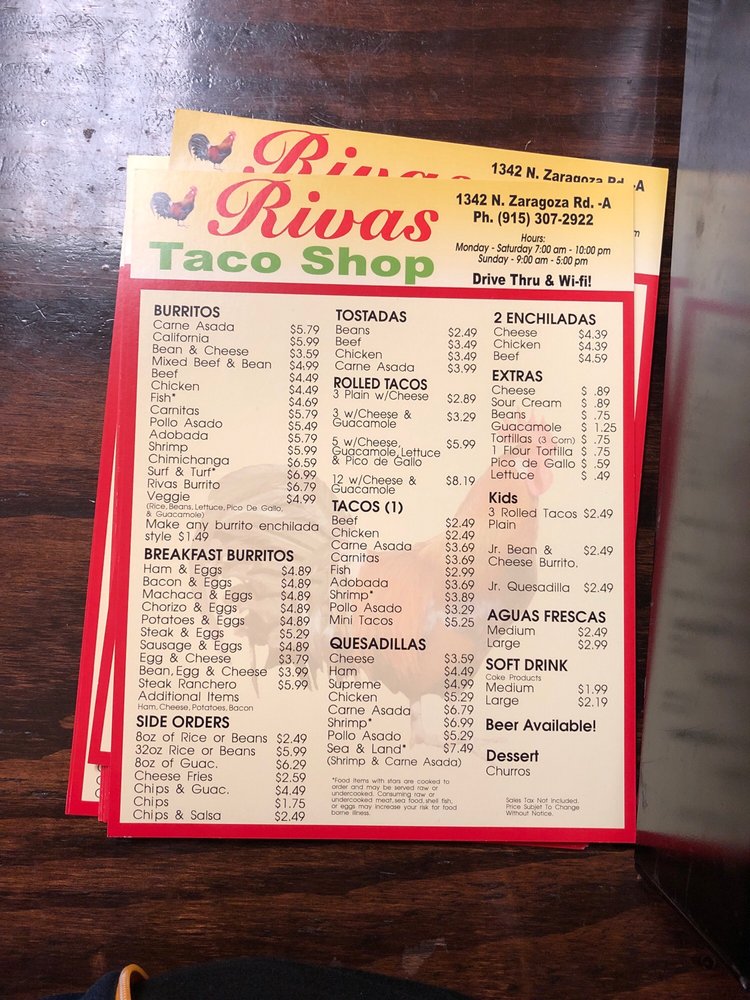 Rivas
1342 N. Zaragoza Rd. -A
Rivas
Taco Shop
1342 N. Zaragoza Rd. -A
Ph. (915) 307-2922
Hours:
Monday - Saturday 7:00 am - 10:00 pm
Sunday - 9:00 am - 5:00 pm
Drive Thru & Wi-fi!
BURRITOS
Carne Asada $5.79
California $5.99
Bean & Cheese $3.59
Mixed Beef & Bean $4.99
Beef $4.49
Chicken $4.49
Fish* $4.69
Carnitas $5.79
Pollo Asado $5.49
Adobada $5.79
Shrimp $5.99
Chimichanga $6.59
Surf & Turf* $6.99
Rivas Burrito $6.79
Veggie $4.99
(Rice, Beans, Lettuce, Pico De Gallo,
& Guacamole)
Make any burrito enchilada
style $1.49
BREAKFAST BURRITOS
Ham & Eggs $4.89
Bacon & Eggs $4.89
Machaca & Eggs $4.89
Chorizo & Eggs $4.89
Potatoes & Eggs $4.89
Steak & Eggs $5.29
Sausage & Eggs $4.89
Egg & Cheese $3.79
Bean, Egg & Cheese $3.99
Steak Ranchero $5.99
Additional Items
Ham, Cheese, Potatoes, Bacon
SIDE ORDERS
8oz of Rice or Beans $2.49
32oz Rice or Beans $5.99
8oz of Guac. $6.29
Cheese Fries $2.59
Chips & Guac. $4.49
Chips $1.75
Chips & Salsa $2.49
TOSTADAS
Beans $2.49
Beef $3.49
Chicken $3.49
Carne Asada $3.99
ROLLED TACOS
3 Plain w/Cheese $2.89
3 w/Cheese & $3.29
Guacamole
5 w/Cheese, $5.99
Guacamole, Lettuce
& Pico de Gallo
12 w/Cheese & $8.19
Guacamole
TACOS (1)
Beef $2.49
Chicken $2.49
Carne Asada $3.69
Carnitas $3.69
Fish $2.99
Adobada $3.69
Shrimp* $3.89
Pollo Asado $3.29
Mini Tacos $5.25
QUESADILLAS
Cheese $3.59
Ham $4.49
Supreme $4.99
Chicken $5.29
Carne Asada $6.79
Shrimp* $6.99
Pollo Asado $5.29
Sea & Land* $7.49
(Shrimp & Carne Asada)
*Food items with stars are cooked to
order and may be served raw or
undercooked. Consuming raw or
undercooked meat, sea food, shell fish,
or eggs may increase your risk for food
borne illness.
2 ENCHILADAS
Cheese $4.39
Chicken $4.39
Beef $4.59
EXTRAS
Cheese $ .89
Sour Cream $ .89
Beans $ .75
Guacamole $ 1.25
Tortillas (3 Corn) $ .75
1 Flour Tortilla $ .75
Pico de Gallo $ .59
Lettuce $ .49
Kids
3 Rolled Tacos $2.49
Plain
Jr. Bean & $2.49
Cheese Burrito.
Jr. Quesadilla $2.49
AGUAS FRESCAS
Medium $2.49
Large $2.99
SOFT DRINK
Coke Products
Medium $1.99
Large $2.19
Beer Available!
Dessert
Churros
Sales Tax Not Included.
Price Subjet To Change
Without Notice.